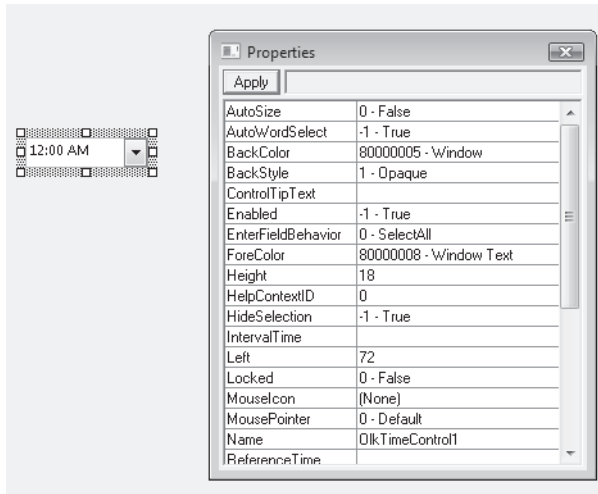 Properties
Apply
12:00 AM
AutoSize 0 - False
AutoWordSelect -1 - True
BackColor 80000005 - Window
BackStyle 1 - Opaque
ControlTipText
Enabled -1 - True
EnterFieldBehavior 0 - SelectAll
ForeColor 80000008 - Window Text
Height 18
HelpContextID 0
HideSelection -1 - True
IntervalTime
Left 72
Locked 0 - False
MouseIcon (None)
MousePointer 0 - Default
Name OlkTimeControl1
ReferenceTime